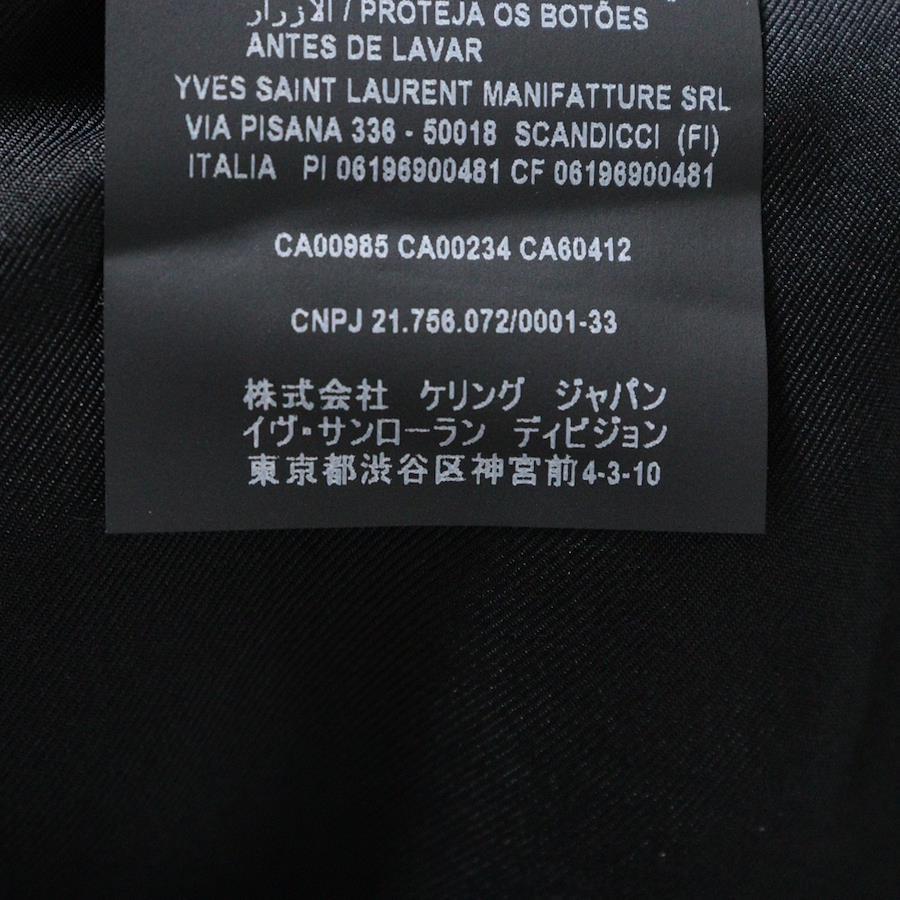 الازرار / PROTEJA OS BOTÕES
ANTES DE LAVAR
YVES SAINT LAURENT MANIFATTURE SRL
VIA PISANA 336 - 50018 SCANDICCI (FI)
ITALIA PI 06196900481 CF 06196900481
CA00985 CA00234 CA60412
CNPJ 21.756.072/0001-33
株式会社 ケリング ジャパン
イヴ・サンローラン ディビジョン
東京都渋谷区神宮前4-3-10